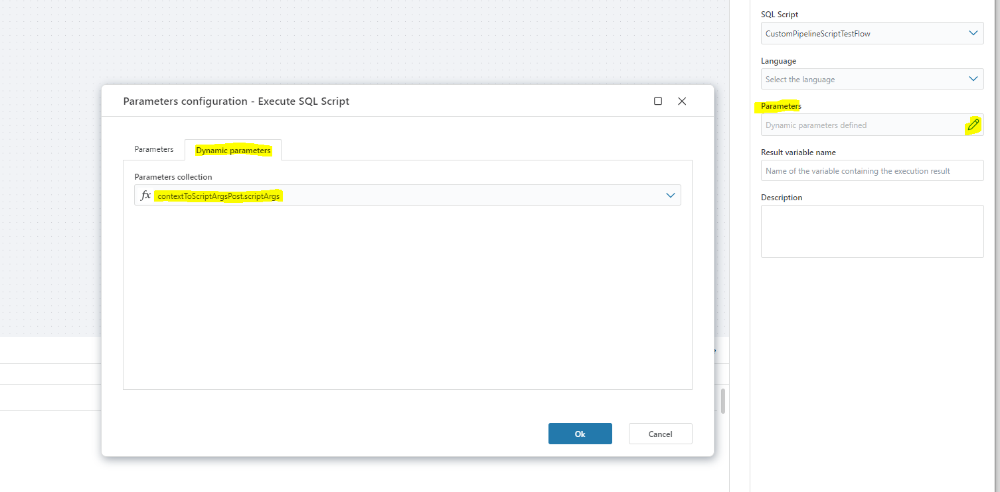 SQL Script
CustomPipelineScriptTestFlow
Language
Select the language
Parameters
Dynamic parameters defined
Result variable name
Name of the variable containing the execution result
Description
Parameters configuration - Execute SQL Script
Parameters
Dynamic parameters
Parameters collection
fx contextToScriptArgsPost.scriptArgs
Ok
Cancel